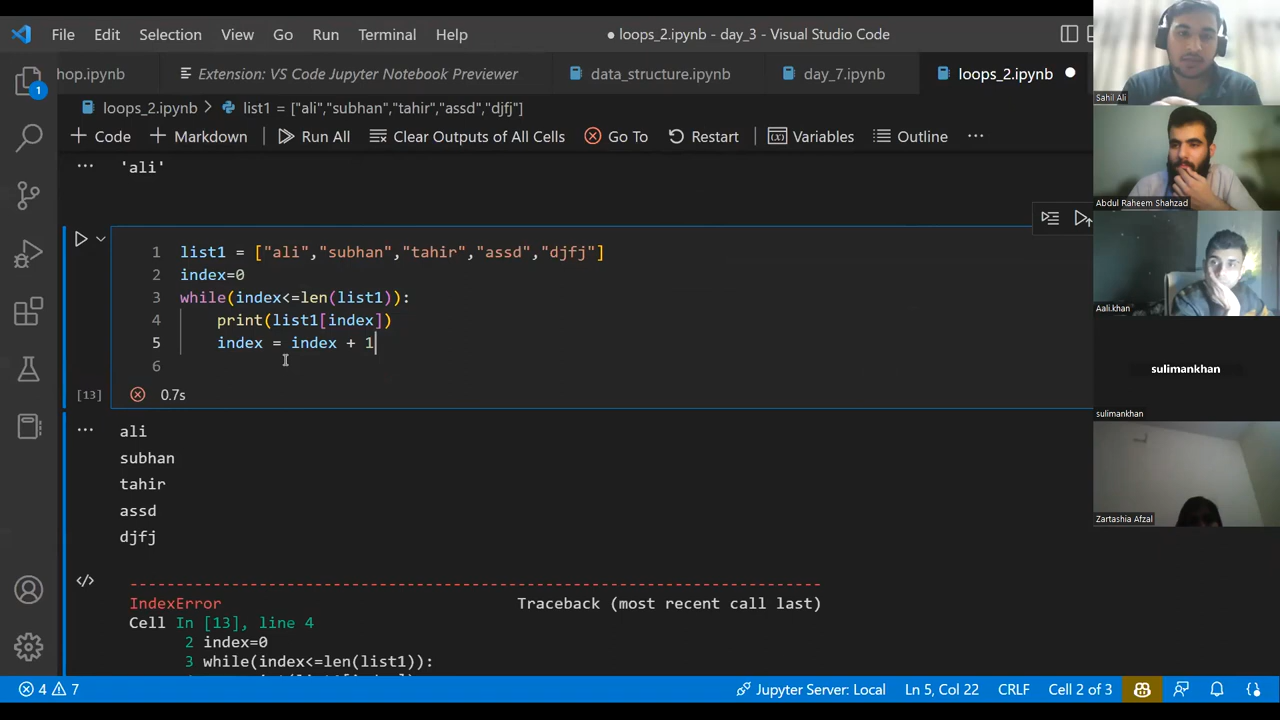 File Edit Selection View Go Run Terminal Help
● loops_2.ipynb - day_3 - Visual Studio Code
hop.ipynb Extension: VS Code Jupyter Notebook Previewer data_structure.ipynb day_7.ipynb loops_2.ipynb
loops_2.ipynb > list1 = ["ali","subhan","tahir","assd","djfj"]
+ Code + Markdown Run All Clear Outputs of All Cells Go To Restart Variables Outline ...
... 'ali'
1 list1 = ["ali","subhan","tahir","assd","djfj"]
2 index=0
3 while(index<=len(list1)):
4 print(list1[index])
5 index = index + 1
6
[13] 0.7s
... ali
subhan
tahir
assd
djfj
---------------------------------------------------------------------------
IndexError Traceback (most recent call last)
Cell In [13], line 4
2 index=0
3 while(index<=len(list1)):
4 7 Jupyter Server: Local Ln 5, Col 22 CRLF Cell 2 of 3
1
Sahil Ali
Abdul Raheem Shahzad
Aali.khan
sulimankhan
sulimankhan
Zartashia Afzal